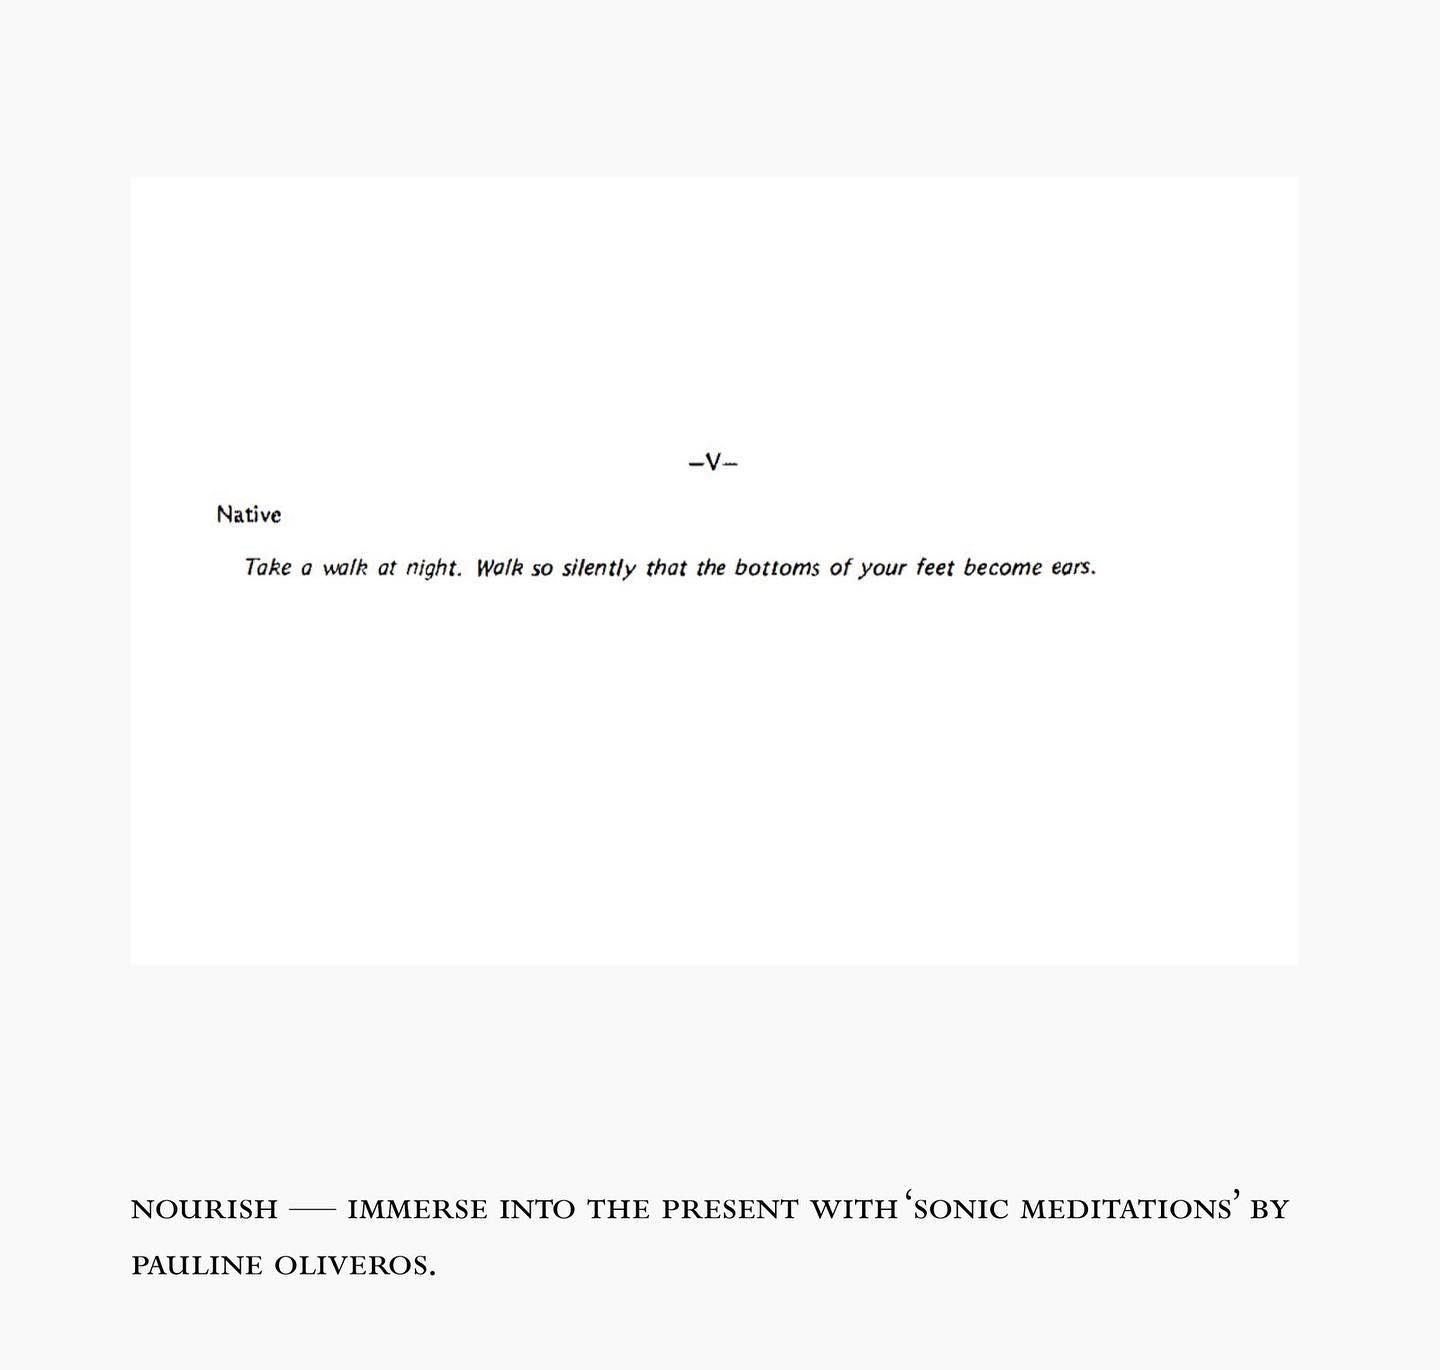 –V–
Native
Take a walk at night. Walk so silently that the bottoms of your feet become ears.
NOURISH — IMMERSE INTO THE PRESENT WITH ‘SONIC MEDITATIONS’ BY
PAULINE OLIVEROS.